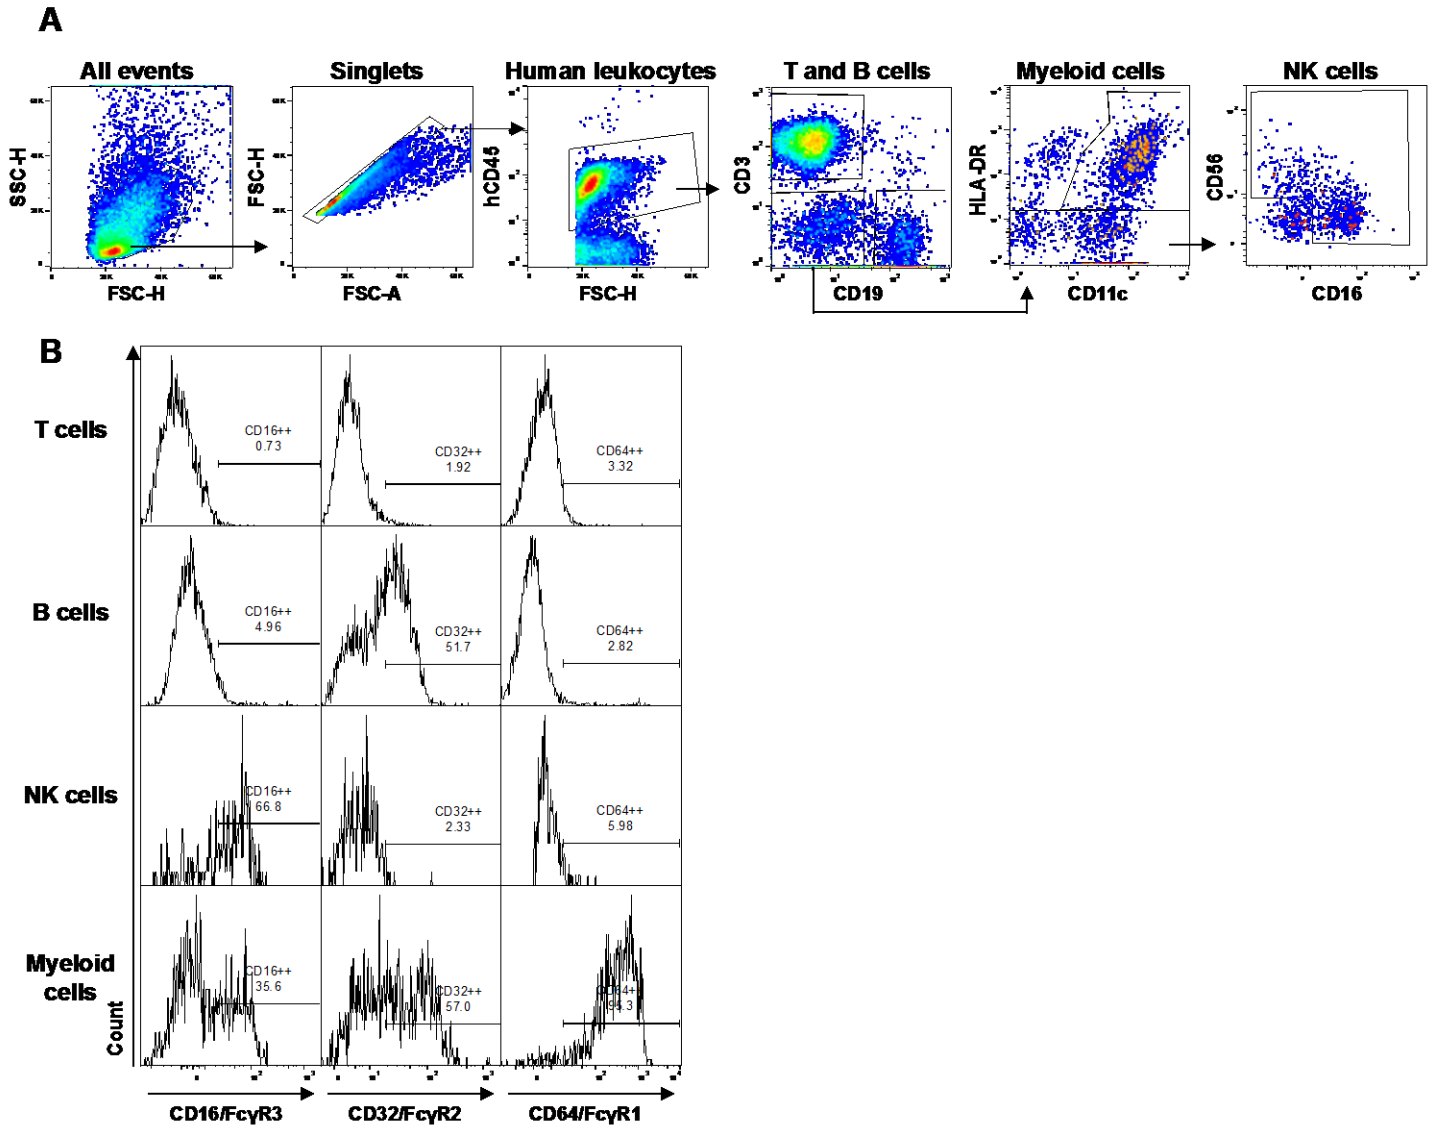 A
All events
Singlets
Human leukocytes
T and B cells
Myeloid cells
NK cells
SSC-H
FSC-H
FSC-H
FSC-A
hCD45
FSC-H
CD3
CD19
HLA-DR
CD11c
CD56
CD16
B
T cells
CD16++
0.73
CD32++
1.92
CD64++
3.32
B cells
CD16++
4.96
CD32++
51.7
CD64++
2.82
NK cells
CD16++
66.8
CD32++
2.33
CD64++
5.98
Myeloid
cells
CD16++
35.6
CD32++
57.0
CD64++
95.3
Count
CD16/FcγR3
CD32/FcγR2
CD64/FcγR1